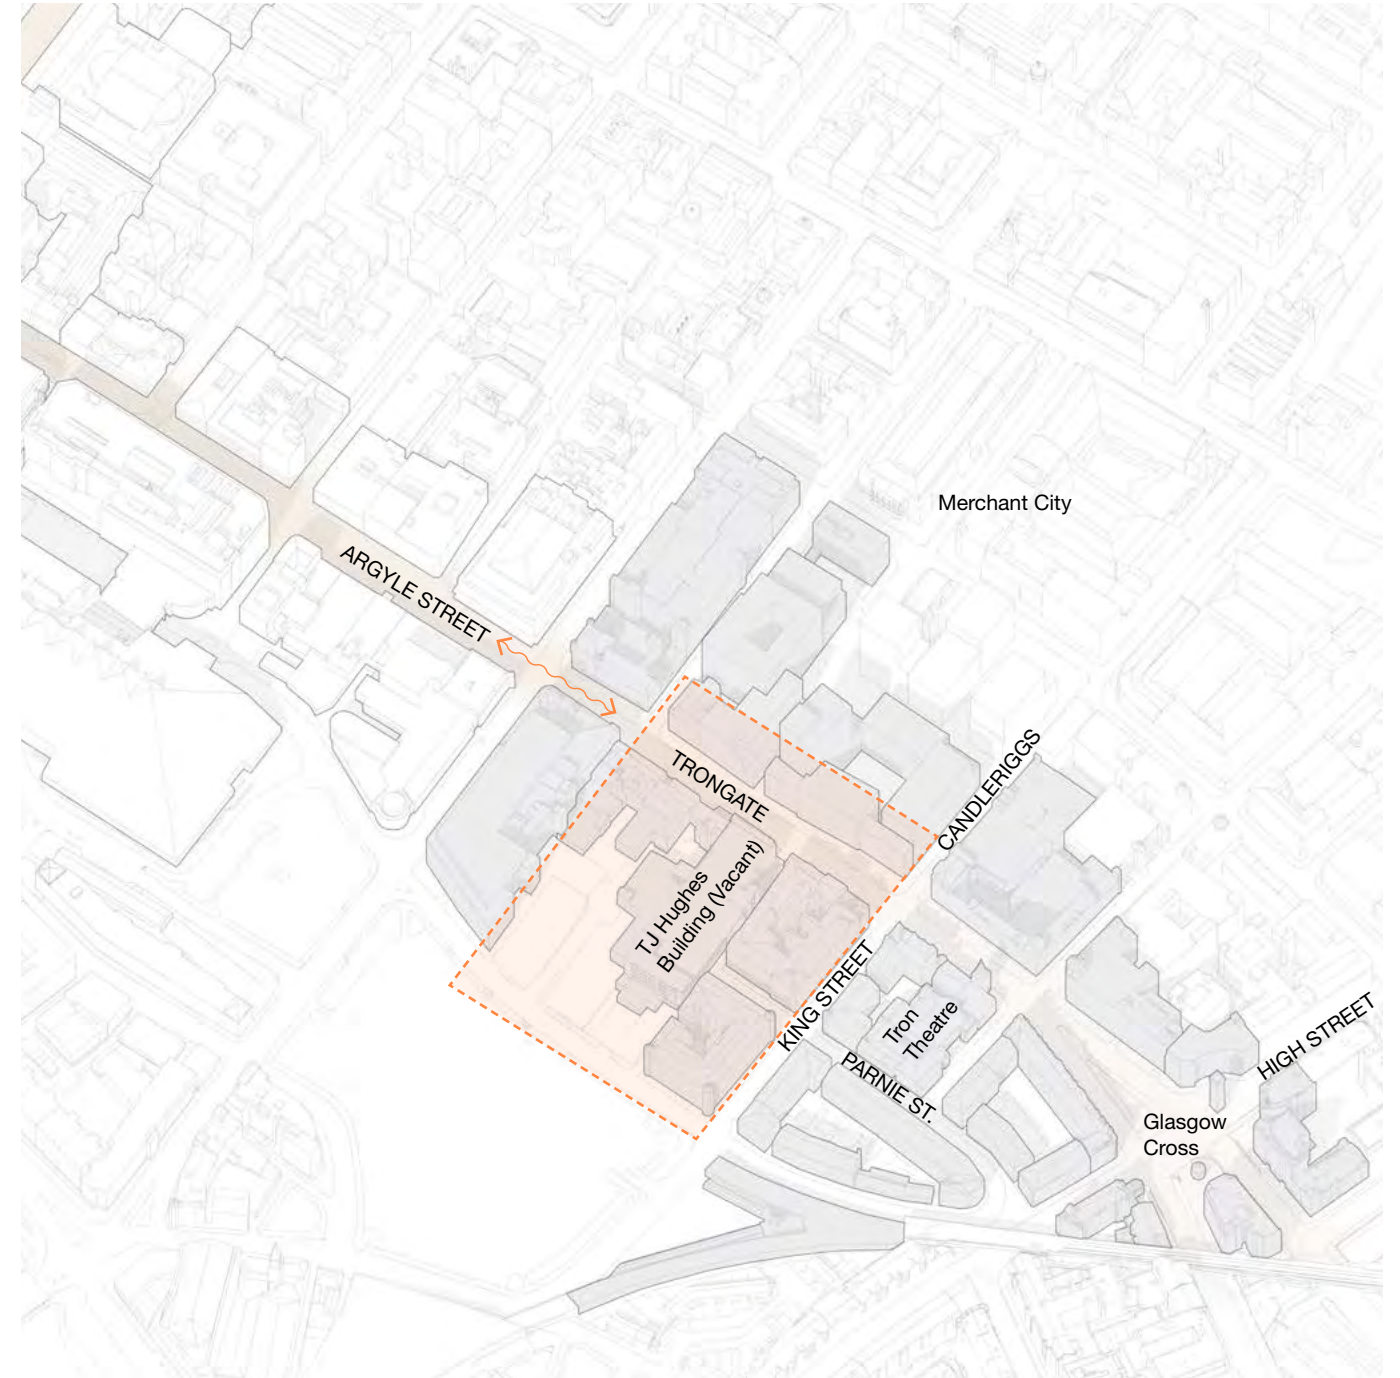 Merchant City
ARGYLE STREET
TRONGATE
CANDLERIGGS
TJ Hughes
Building (Vacant)
KING STREET
Tron
Theatre
PARNIE ST.
HIGH STREET
Glasgow
Cross